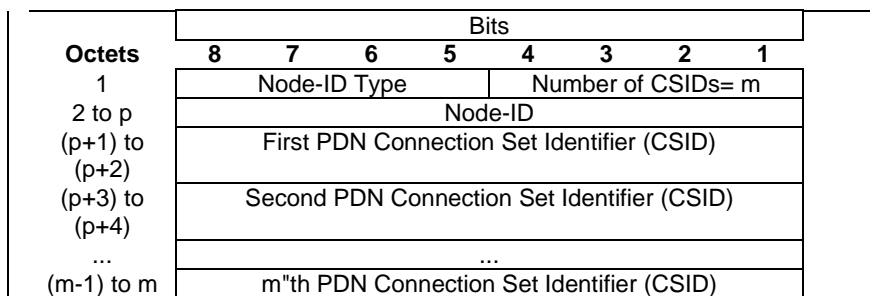 Bits
Octets 8 7 6 5 4 3 2 1
1 Node-ID Type Number of CSIDs= m
2 to p Node-ID
(p+1) to First PDN Connection Set Identifier (CSID)
(p+2)
(p+3) to Second PDN Connection Set Identifier (CSID)
(p+4)
... ...
(m-1) to m m"th PDN Connection Set Identifier (CSID)